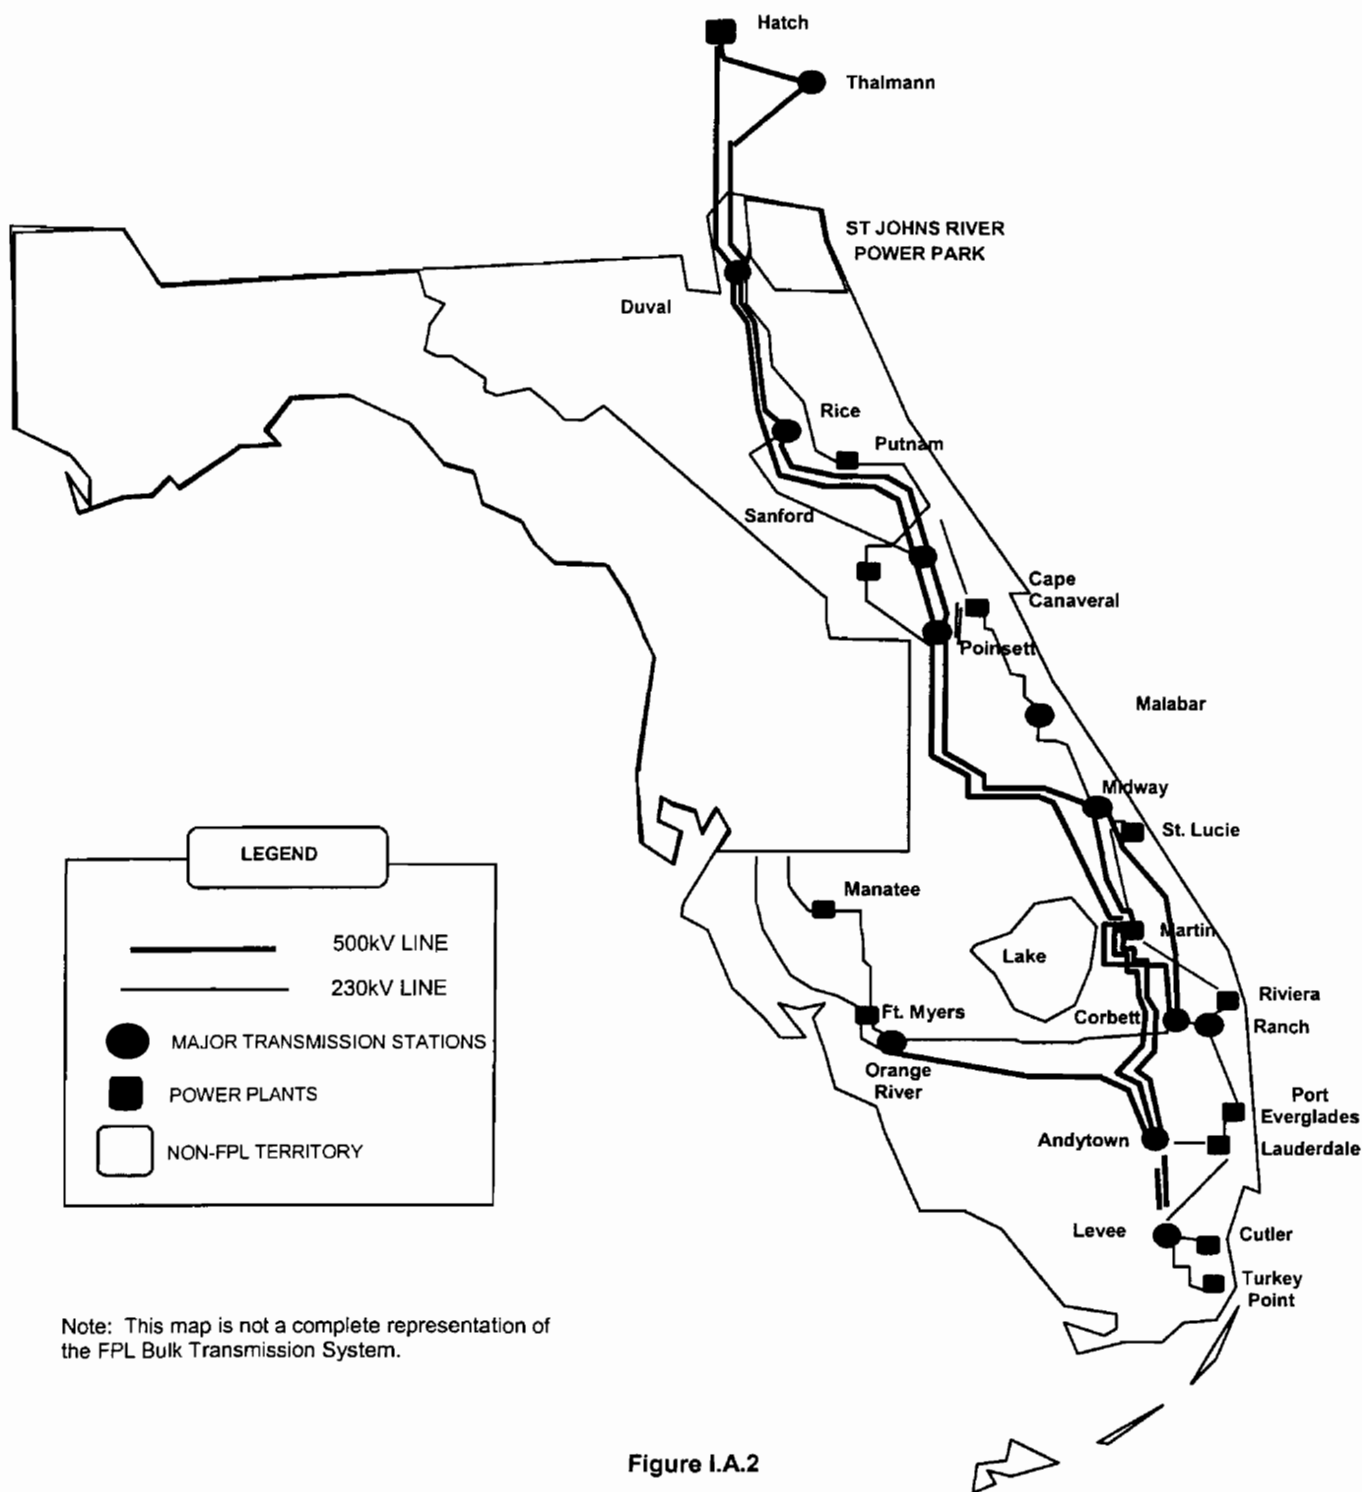 Hatch
Thalmann
ST JOHNS RIVER
POWER PARK
Duval
Rice
Putnam
Sanford
Cape
Canaveral
Poinsett
Malabar
Midway
St. Lucie
LEGEND
500kV LINE
230kV LINE
MAJOR TRANSMISSION STATIONS
POWER PLANTS
NON-FPL TERRITORY
Manatee
Lake
Martin
Ft. Myers
Corbett
Riviera
Ranch
Orange
River
Port
Everglades
Andytown
Lauderdale
Levee
Cutler
Turkey
Point
Note: This map is not a complete representation of
the FPL Bulk Transmission System.
Figure I.A.2